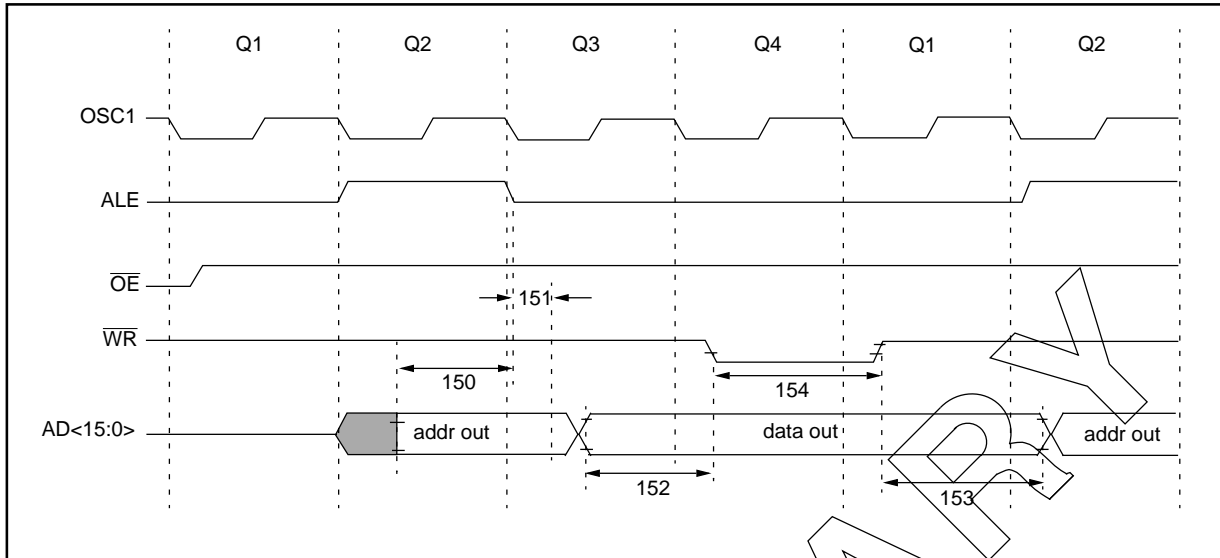 Q1 Q2 Q3 Q4 Q1 Q2
OSC1
ALE
OE
151
WR
150
154
AD<15:0>
addr out
data out
addr out
152
153
ARY